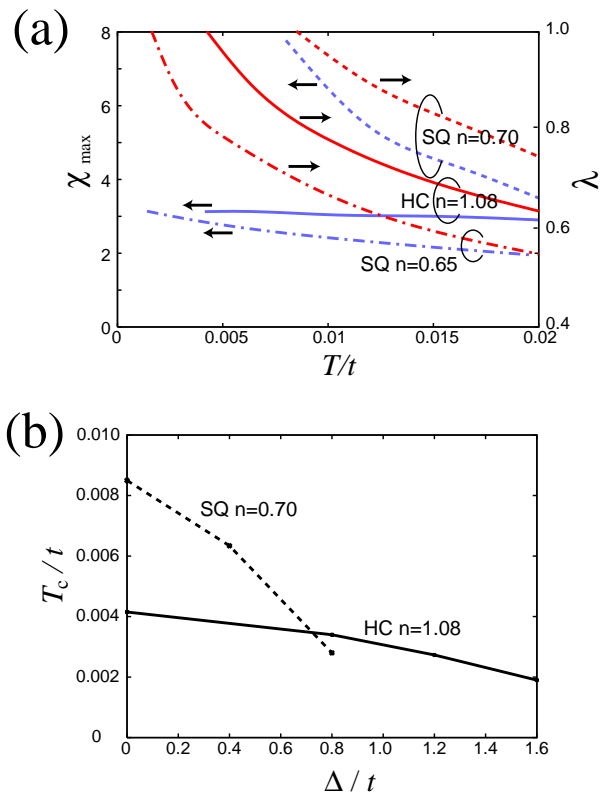 (a)
8
6
4
2
0
χ max
1.0
0.8
0.6
0.4
λ
SQ n=0.70
HC n=1.08
SQ n=0.65
0.005
0.01
0.015
0.02
T/t
(b)
0.010
0.008
0.006
0.004
0.002
0
Tc / t
SQ n=0.70
HC n=1.08
0 0.2 0.4 0.6 0.8 1.0 1.2 1.4 1.6
Δ / t